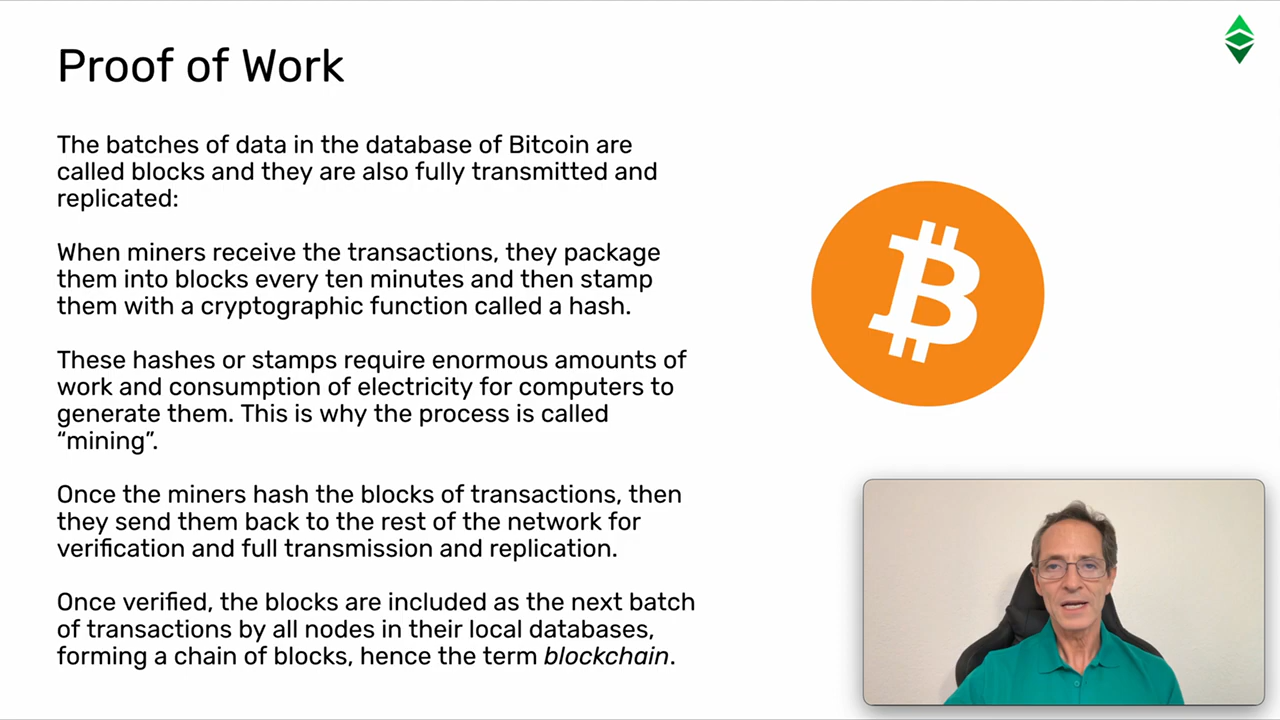 Proof of Work
The batches of data in the database of Bitcoin are
called blocks and they are also fully transmitted and
replicated:
When miners receive the transactions, they package
them into blocks every ten minutes and then stamp
them with a cryptographic function called a hash.
These hashes or stamps require enormous amounts of
work and consumption of electricity for computers to
generate them. This is why the process is called
“mining”.
Once the miners hash the blocks of transactions, then
they send them back to the rest of the network for
verification and full transmission and replication.
Once verified, the blocks are included as the next batch
of transactions by all nodes in their local databases,
forming a chain of blocks, hence the term blockchain.